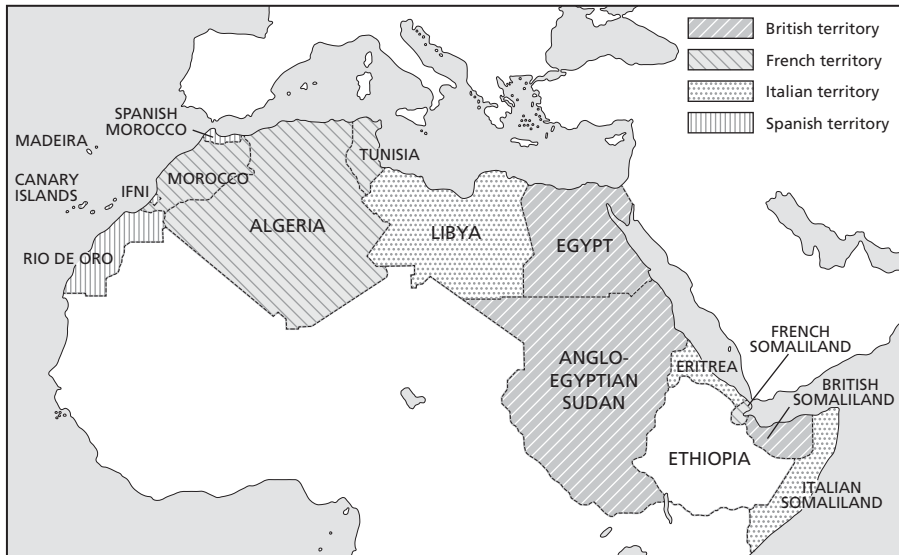 British territory
French territory
Italian territory
Spanish territory
SPANISH
MOROCCO
MADEIRA
TUNISIA
CANARY
ISLANDS
IFNI
MOROCCO
ALGERIA
LIBYA
EGYPT
RIO DE ORO
FRENCH
SOMALILAND
ANGLO-
EGYPTIAN
SUDAN
ERITREA
BRITISH
SOMALILAND
ETHIOPIA
ITALIAN
SOMALILAND